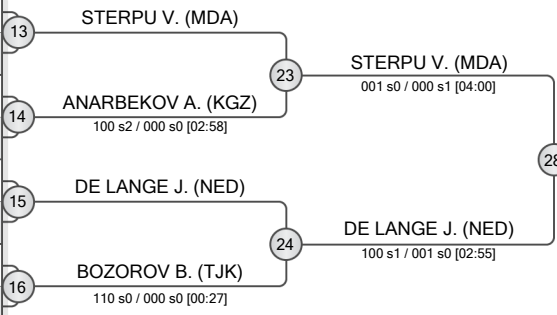 13
STERPU V. (MDA)
14
ANARBEKOV A. (KGZ)
100 s2 / 000 s0 [02:58]
23
STERPU V. (MDA)
001 s0 / 000 s1 [04:00]
15
DE LANGE J. (NED)
16
BOZOROV B. (TJK)
110 s0 / 000 s0 [00:27]
24
DE LANGE J. (NED)
100 s1 / 001 s0 [02:55]
28